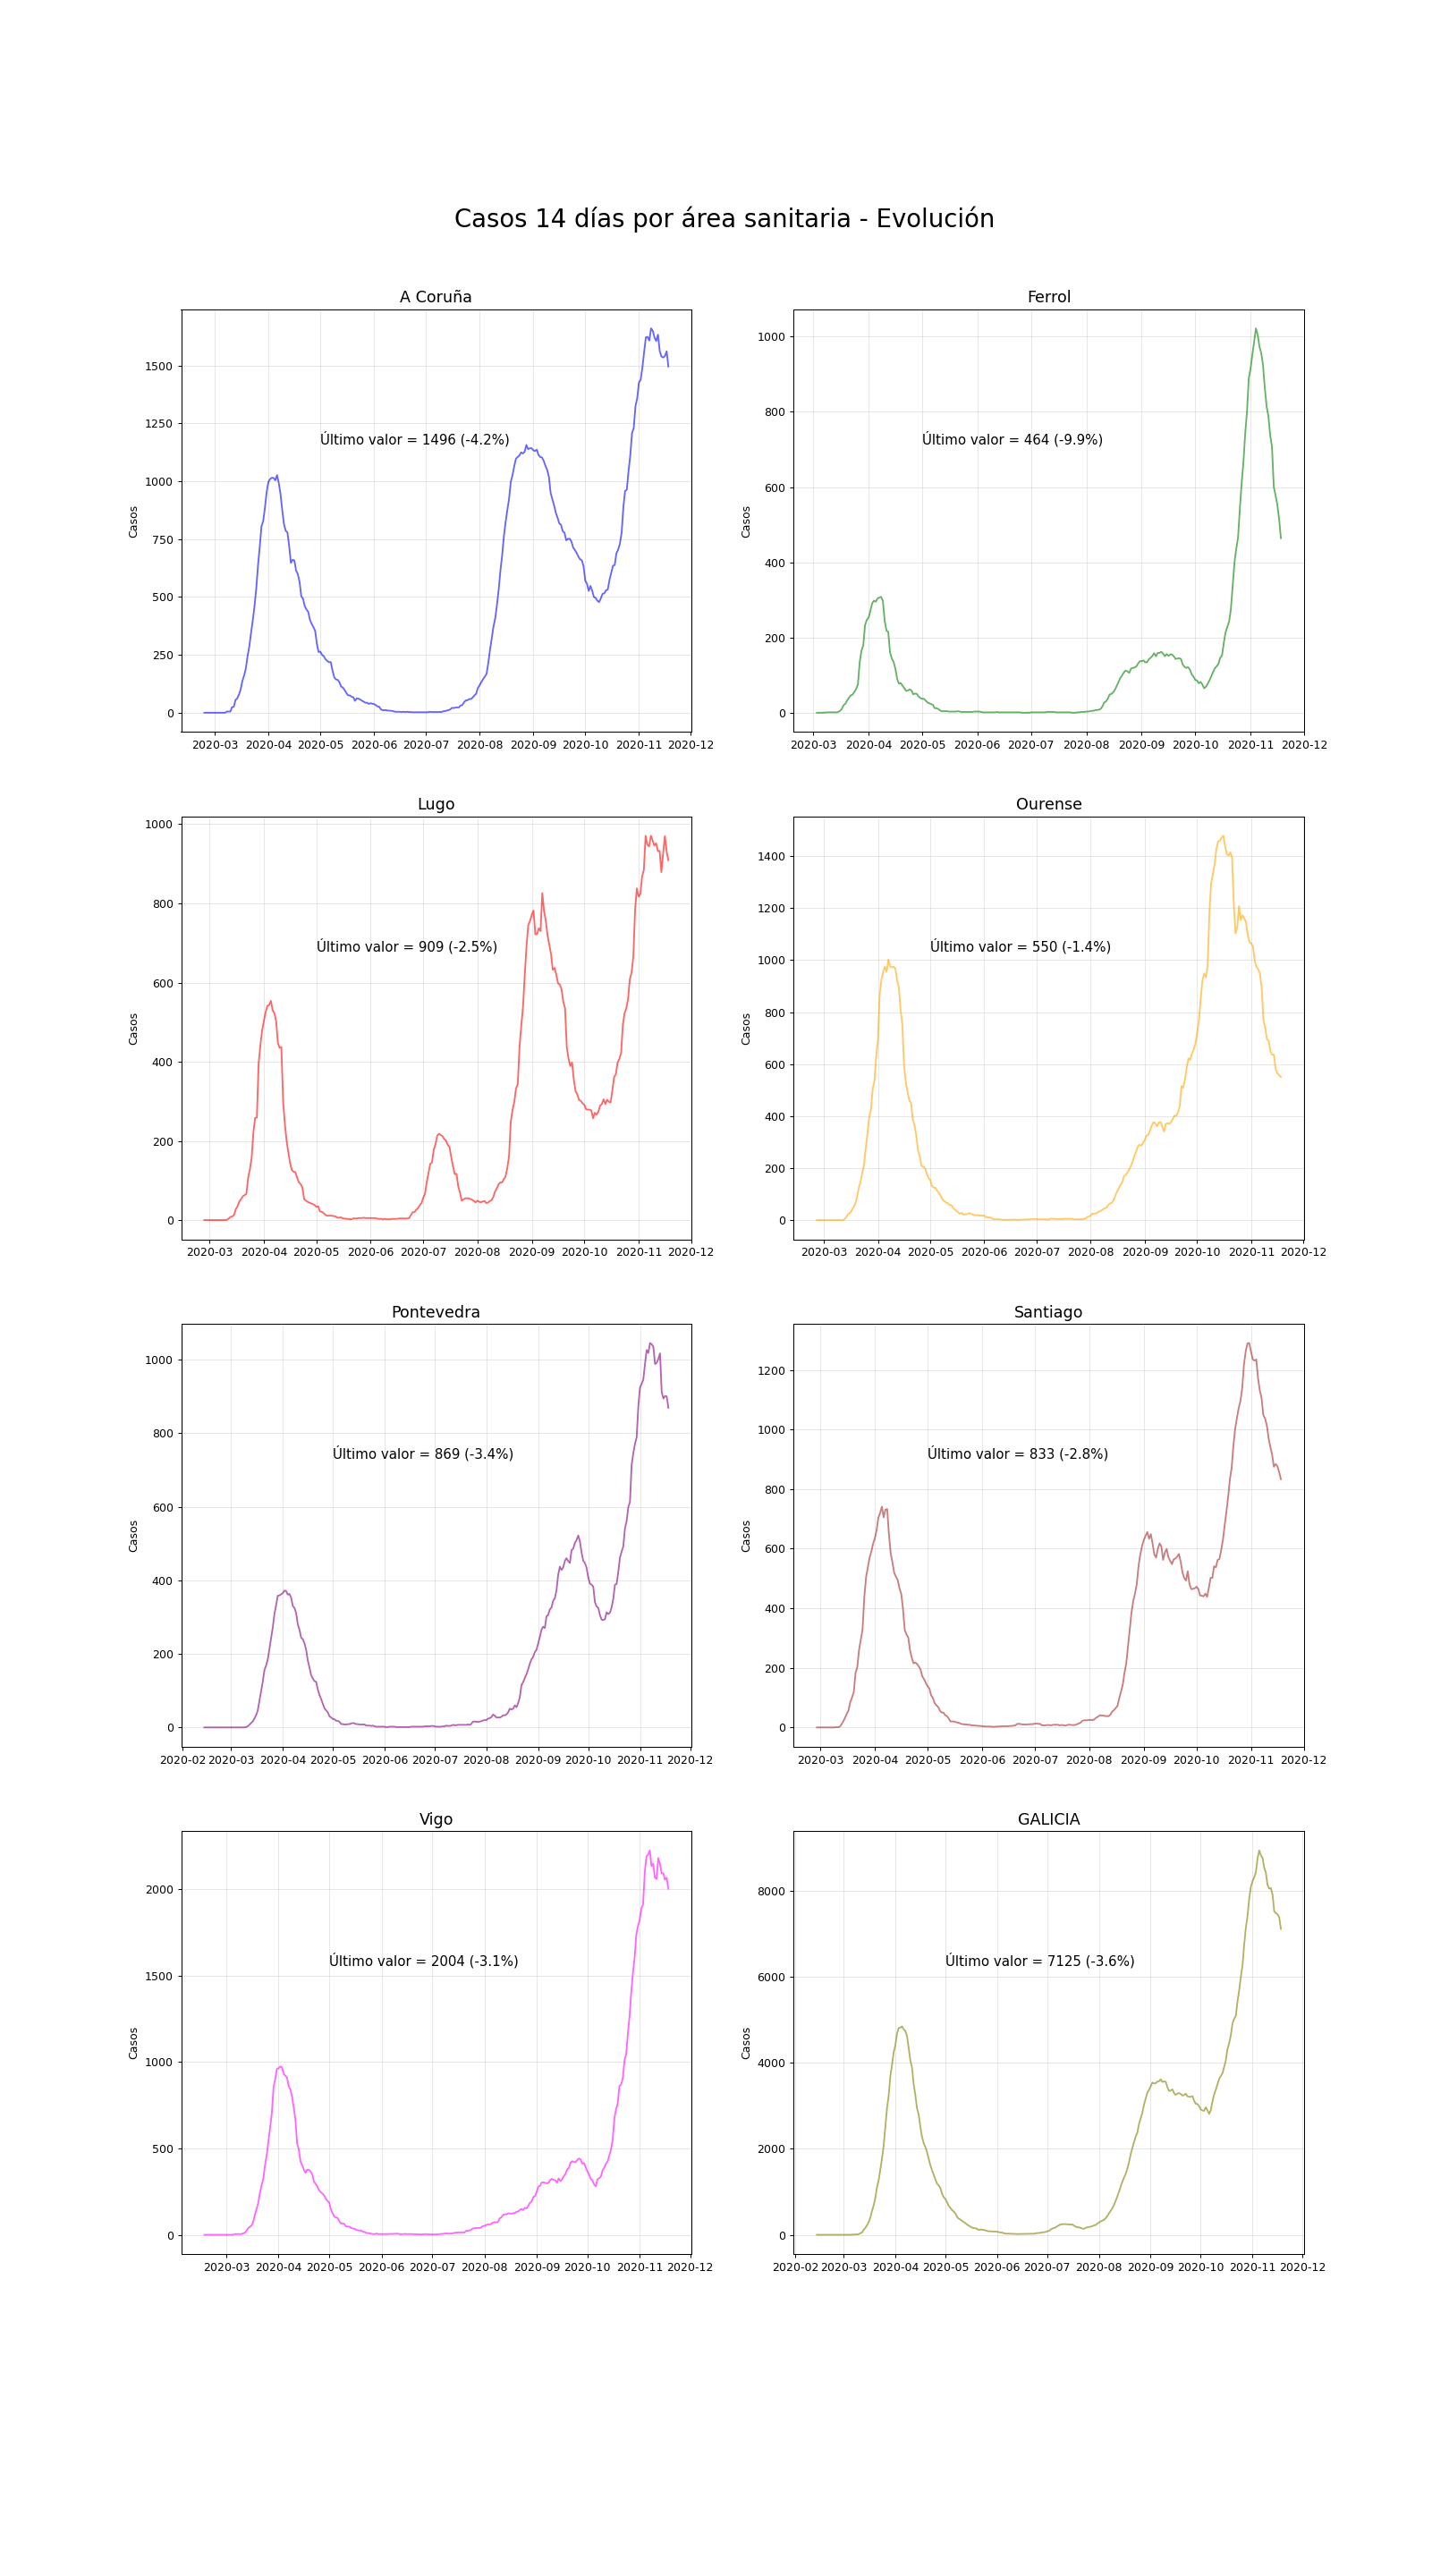 Casos 14 días por área sanitaria - Evolución
A Coruña
Casos
1500
1250
1000
750
500
250
0
Último valor = 1496 (-4.2%)
2020-03 2020-04 2020-05 2020-06 2020-07 2020-08 2020-09 2020-10 2020-11 2020-12
Ferrol
Casos
1000
800
600
400
200
0
Último valor = 464 (-9.9%)
2020-03 2020-04 2020-05 2020-06 2020-07 2020-08 2020-09 2020-10 2020-11 2020-12
Lugo
Casos
1000
800
600
400
200
0
Último valor = 909 (-2.5%)
2020-03 2020-04 2020-05 2020-06 2020-07 2020-08 2020-09 2020-10 2020-11 2020-12
Ourense
Casos
1400
1200
1000
800
600
400
200
0
Último valor = 550 (-1.4%)
2020-03 2020-04 2020-05 2020-06 2020-07 2020-08 2020-09 2020-10 2020-11 2020-12
Pontevedra
Casos
1000
800
600
400
200
0
Último valor = 869 (-3.4%)
2020-02 2020-03 2020-04 2020-05 2020-06 2020-07 2020-08 2020-09 2020-10 2020-11 2020-12
Santiago
Casos
1200
1000
800
600
400
200
0
Último valor = 833 (-2.8%)
2020-03 2020-04 2020-05 2020-06 2020-07 2020-08 2020-09 2020-10 2020-11 2020-12
Vigo
Casos
2000
1500
1000
500
0
Último valor = 2004 (-3.1%)
2020-03 2020-04 2020-05 2020-06 2020-07 2020-08 2020-09 2020-10 2020-11 2020-12
GALICIA
Casos
8000
6000
4000
2000
0
Último valor = 7125 (-3.6%)
2020-02 2020-03 2020-04 2020-05 2020-06 2020-07 2020-08 2020-09 2020-10 2020-11 2020-12